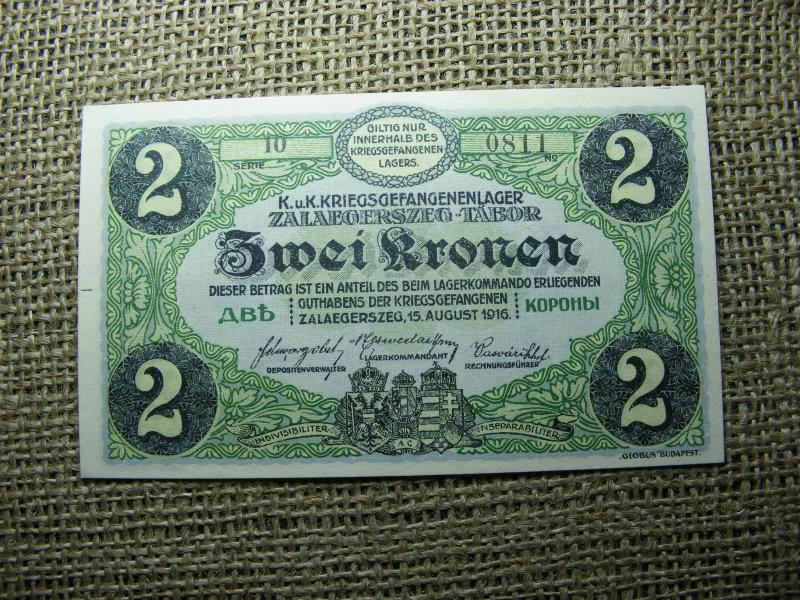 2
10
SERIE
GILTIG NUR
INNERHALB DES
KRIEGSGEFANGENEN
LAGERS.
0811
No
2
K.u.K.KRIEGSGEFANGENENLAGER
ZALAEGERSZEG-TÁBOR
Zwei Kronen
DIESER BETRAG IST EIN ANTEIL DES BEIM LAGERKOMMANDO ERLIEGENDEN
GUTHABENS DER KRIEGSGEFANGENEN
ДВѢ КОРОНЫ
ZALAEGERSZEG, 15. AUGUST 1916.
DEPOSITENVERWALTER
LAGERKOMMANDANT
RECHNUNGSFÜHRER
2
INDIVISIBILITER
AC
INSEPARABILITER
2
„GLOBUS" BUDAPEST.